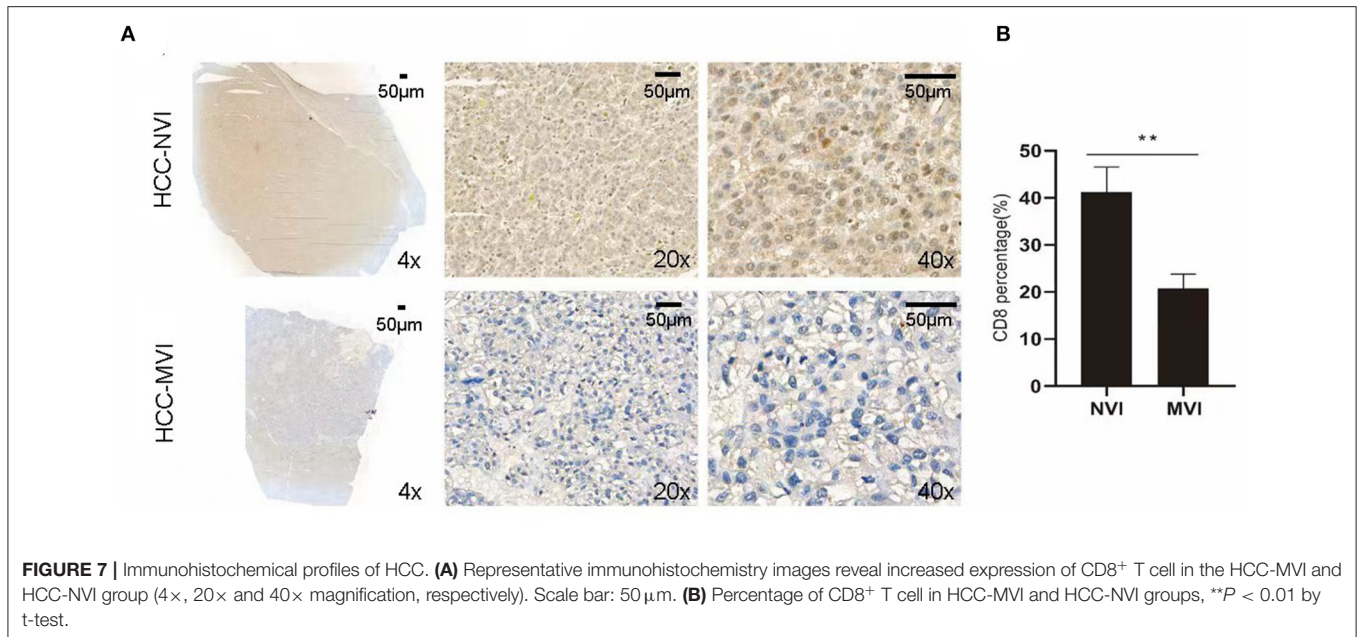 A
B
HCC-NVI
50µm
4x
50µm
20x
50µm
40x
HCC-MVI
50µm
4x
50µm
20x
50µm
40x
**
CD8 percentage(%)
50
40
30
20
10
0
NVI
MVI
FIGURE 7 | Immunohistochemical profiles of HCC. (A) Representative immunohistochemistry images reveal increased expression of CD8⁺ T cell in the HCC-MVI and
HCC-NVI group (4×, 20× and 40× magnification, respectively). Scale bar: 50 µm. (B) Percentage of CD8⁺ T cell in HCC-MVI and HCC-NVI groups, **P < 0.01 by
t-test.